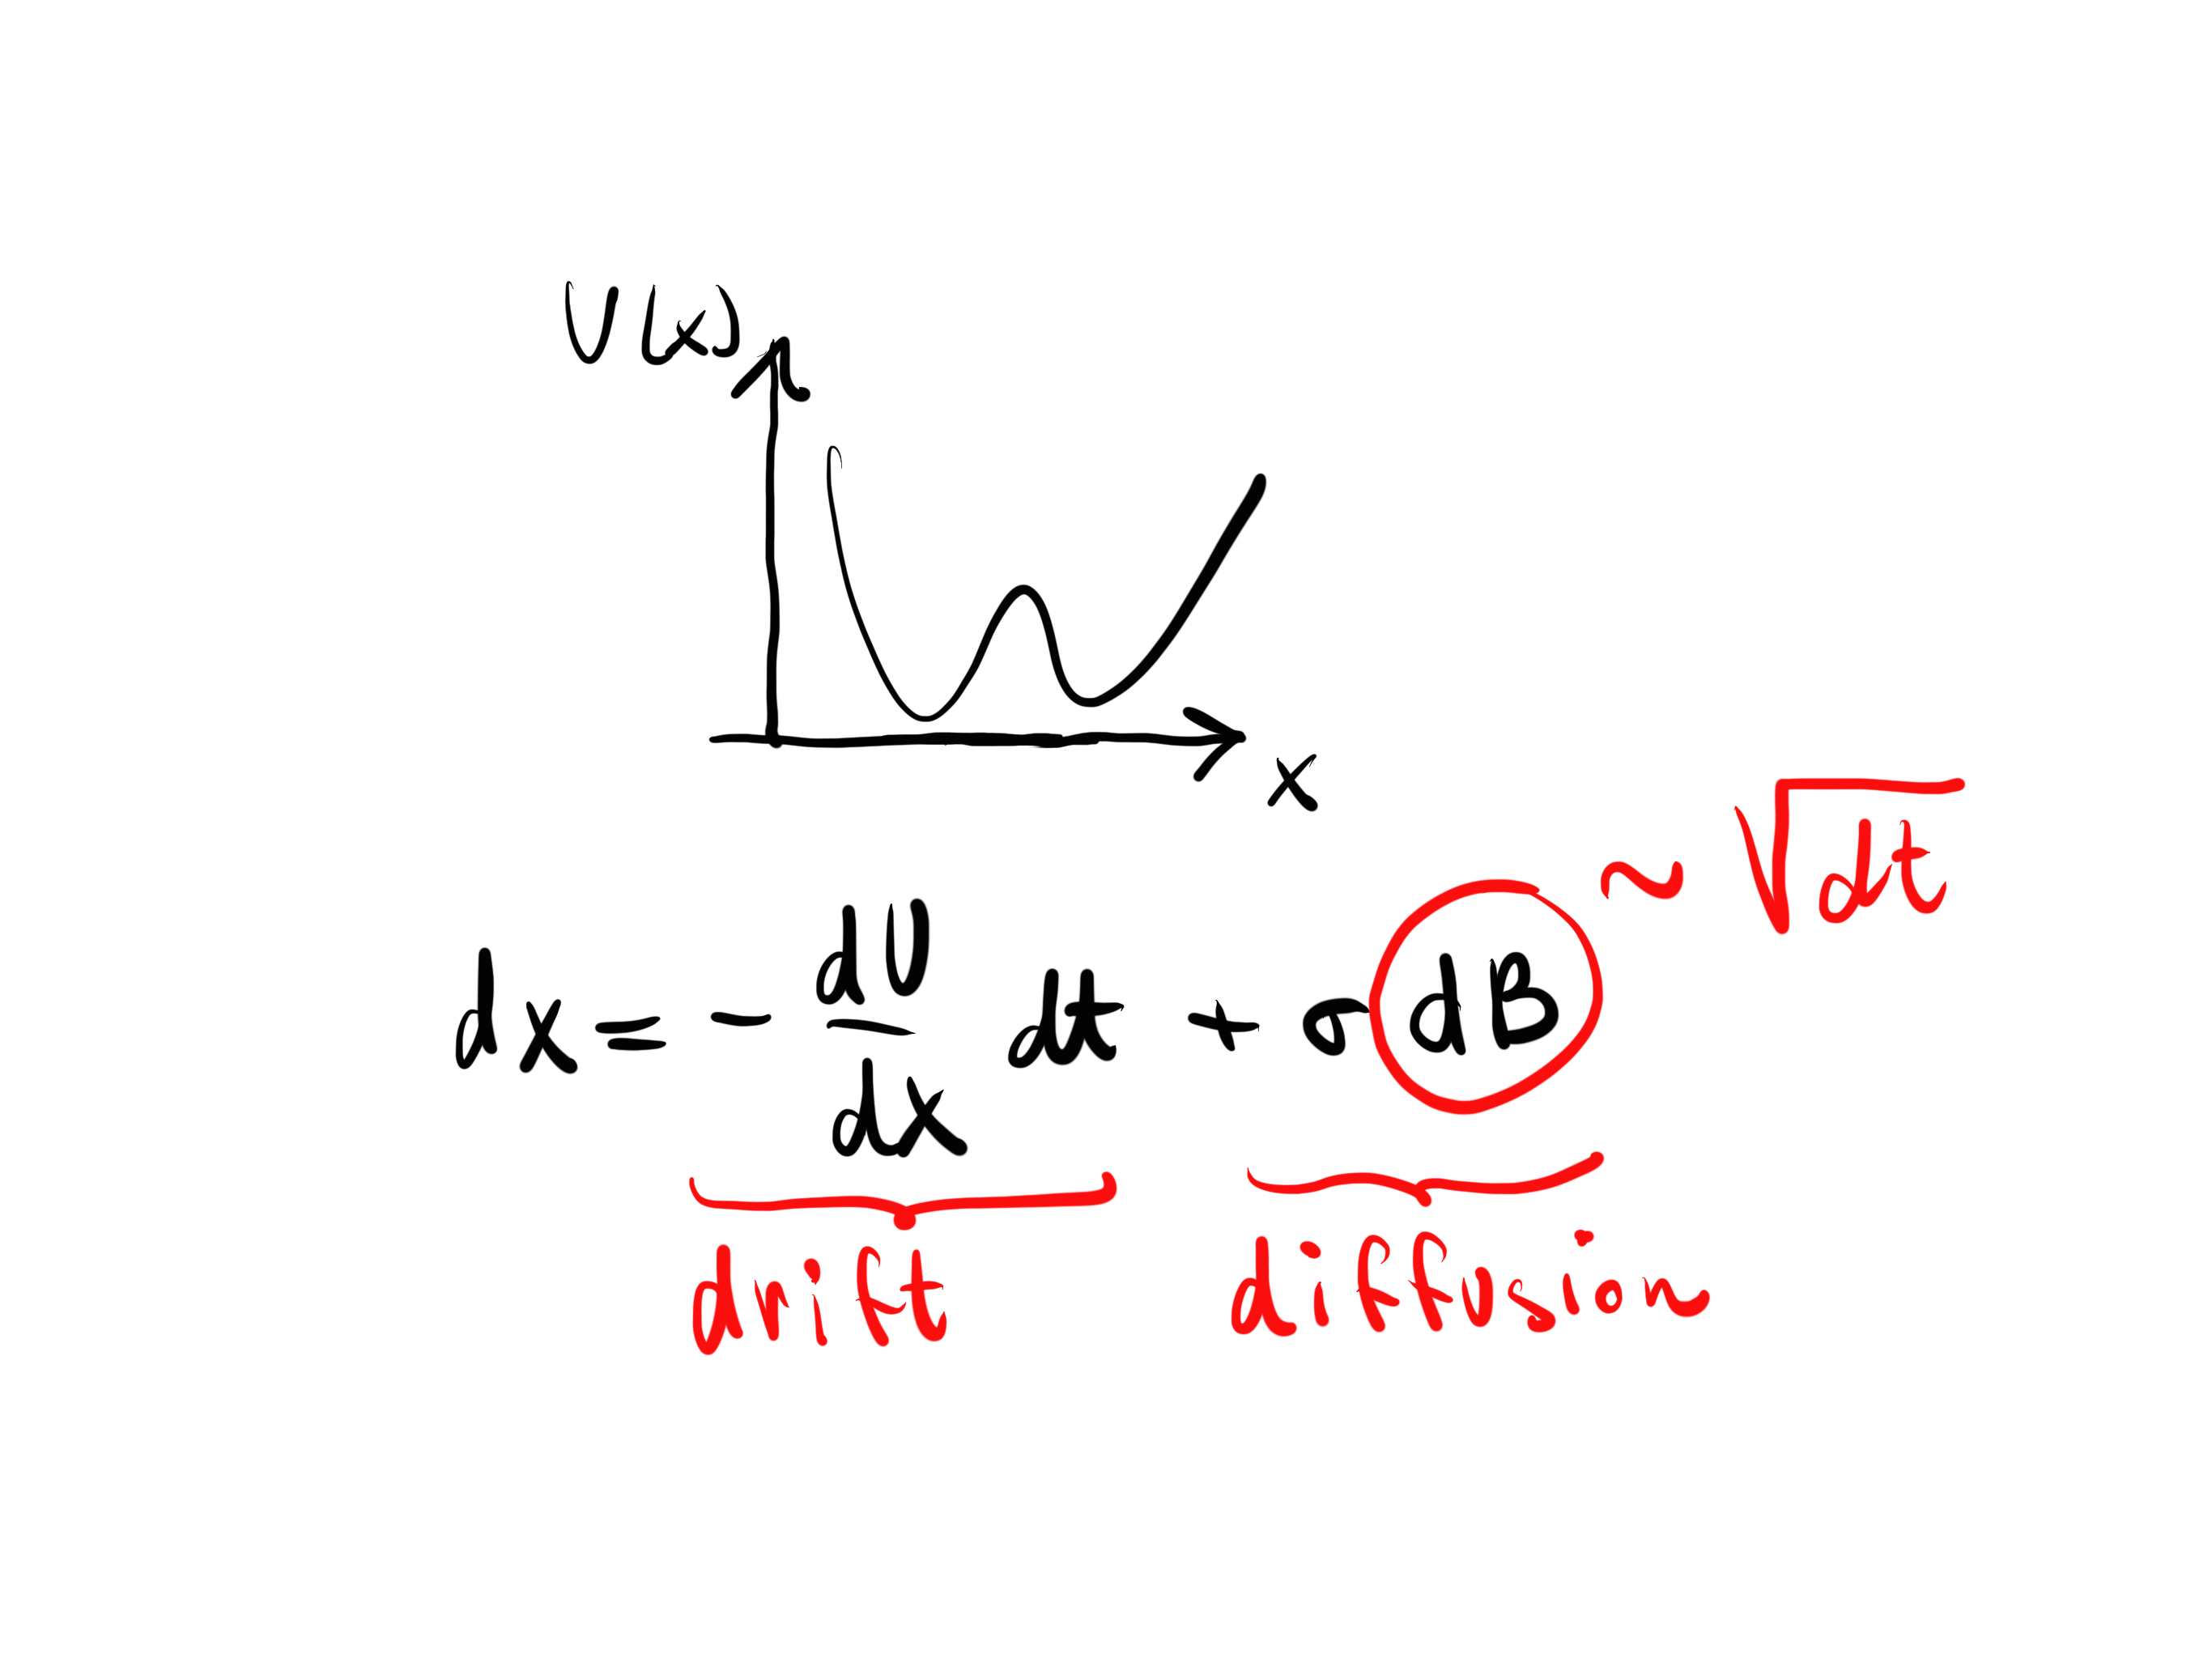 U(x)
x
dx = - dU/dx dt + σ dB ~ √dt
drift diffusion